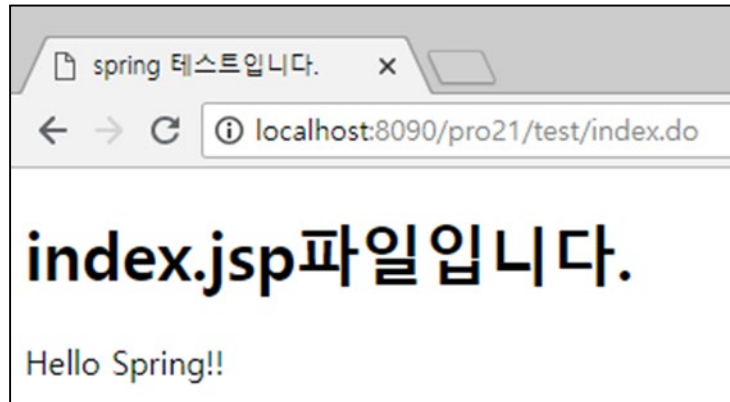 spring 테스트입니다.
localhost:8090/pro21/test/index.do
index.jsp파일입니다.
Hello Spring!!